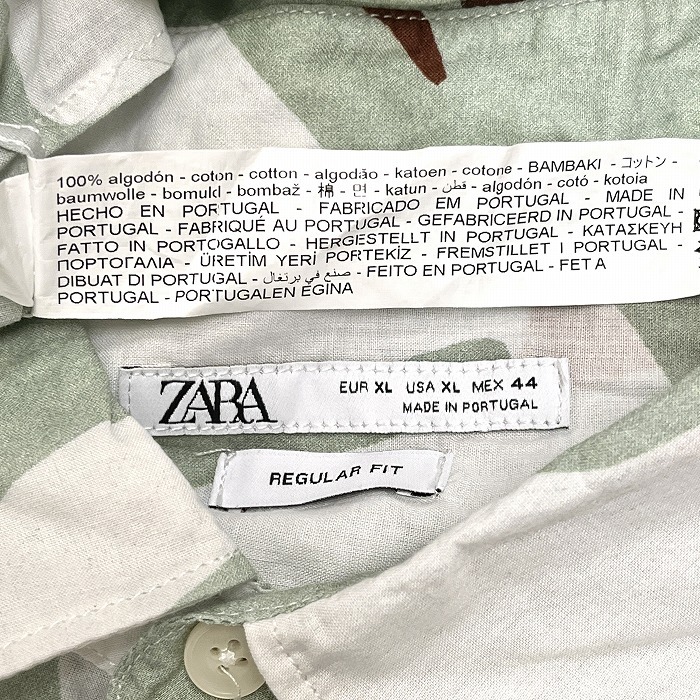 100% algodón - coton - cotton - algodão - katoen - cotone - BAMBAKI - コットン -
baumwolle - bomuld - bombaž - 棉 - 면 - katun - قطن - algodón - cotó - kotoia
HECHO EN PORTUGAL - FABRICADO EM PORTUGAL - MADE IN
PORTUGAL - FABRIQUÉ AU PORTUGAL - GEFABRICEERD IN PORTUGAL -
FATTO IN PORTOGALLO - HERGESTELLT IN PORTUGAL - ΚΑΤΑΣΚΕΥΗ
ΠΟΡΤΟΓΑΛΙΑ - ÜRETİM YERİ PORTEKİZ - FREMSTILLET I PORTUGAL -
DIBUAT DI PORTUGAL - صنع في برتغال - FEITO EN PORTUGAL - FET A
PORTUGAL - PORTUGALEN EGINA
ZARA
EUR XL USA XL MEX 44
MADE IN PORTUGAL
REGULAR FIT